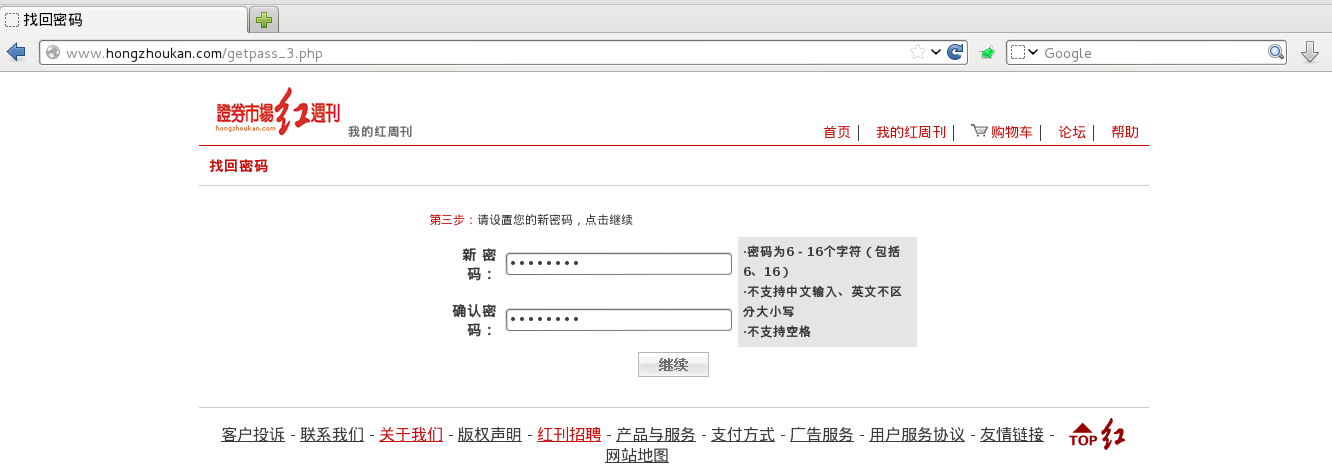 找回密码
www.hongzhoukan.com/getpass_3.php
Google
證券市場红週刊
hongzhoukan.com
我的红周刊
首页 | 我的红周刊 | 购物车 | 论坛 | 帮助
找回密码
第三步：请设置您的新密码，点击继续
新 密
码：
·密码为6 - 16个字符（包括
6、16）
·不支持中文输入、英文不区
分大小写
·不支持空格
确认密
码：
继续
客户投诉 - 联系我们 - 关于我们 - 版权声明 - 红刊招聘 - 产品与服务 - 支付方式 - 广告服务 - 用户服务协议 - 友情链接 -
网站地图
TOP 红